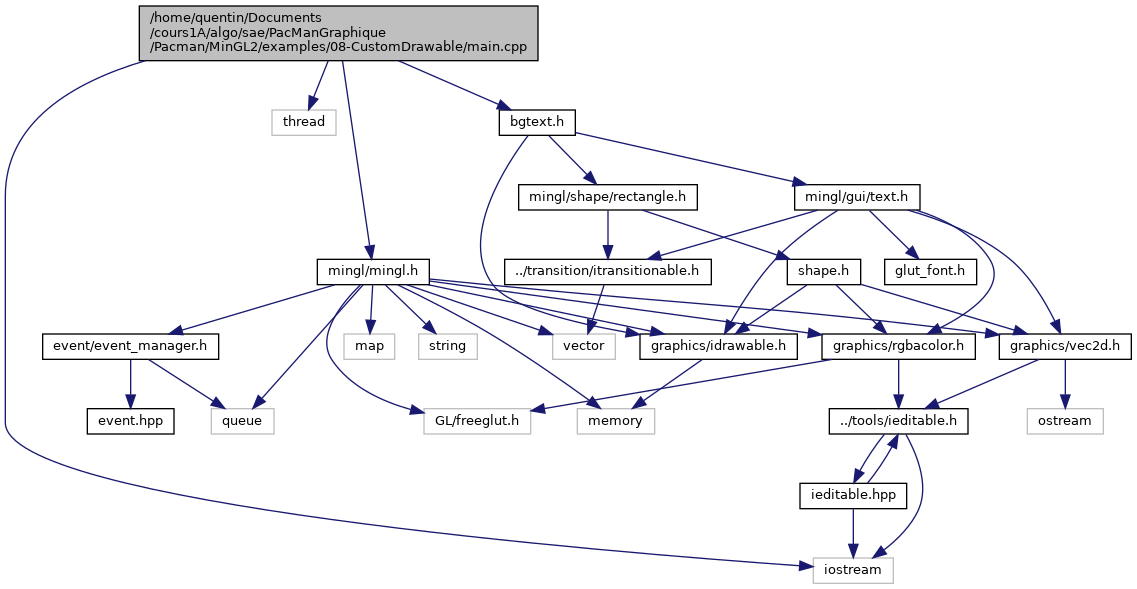 /home/quentin/Documents
/cours1A/algo/sae/PacManGraphique
/Pacman/MinGL2/examples/08-CustomDrawable/main.cpp
thread
bgtext.h
mingl/shape/rectangle.h
mingl/gui/text.h
mingl/mingl.h
../transition/itransitionable.h
shape.h
glut_font.h
event/event_manager.h
map
string
vector
graphics/idrawable.h
graphics/rgbacolor.h
graphics/vec2d.h
event.hpp
queue
GL/freeglut.h
memory
../tools/ieditable.h
ostream
ieditable.hpp
iostream